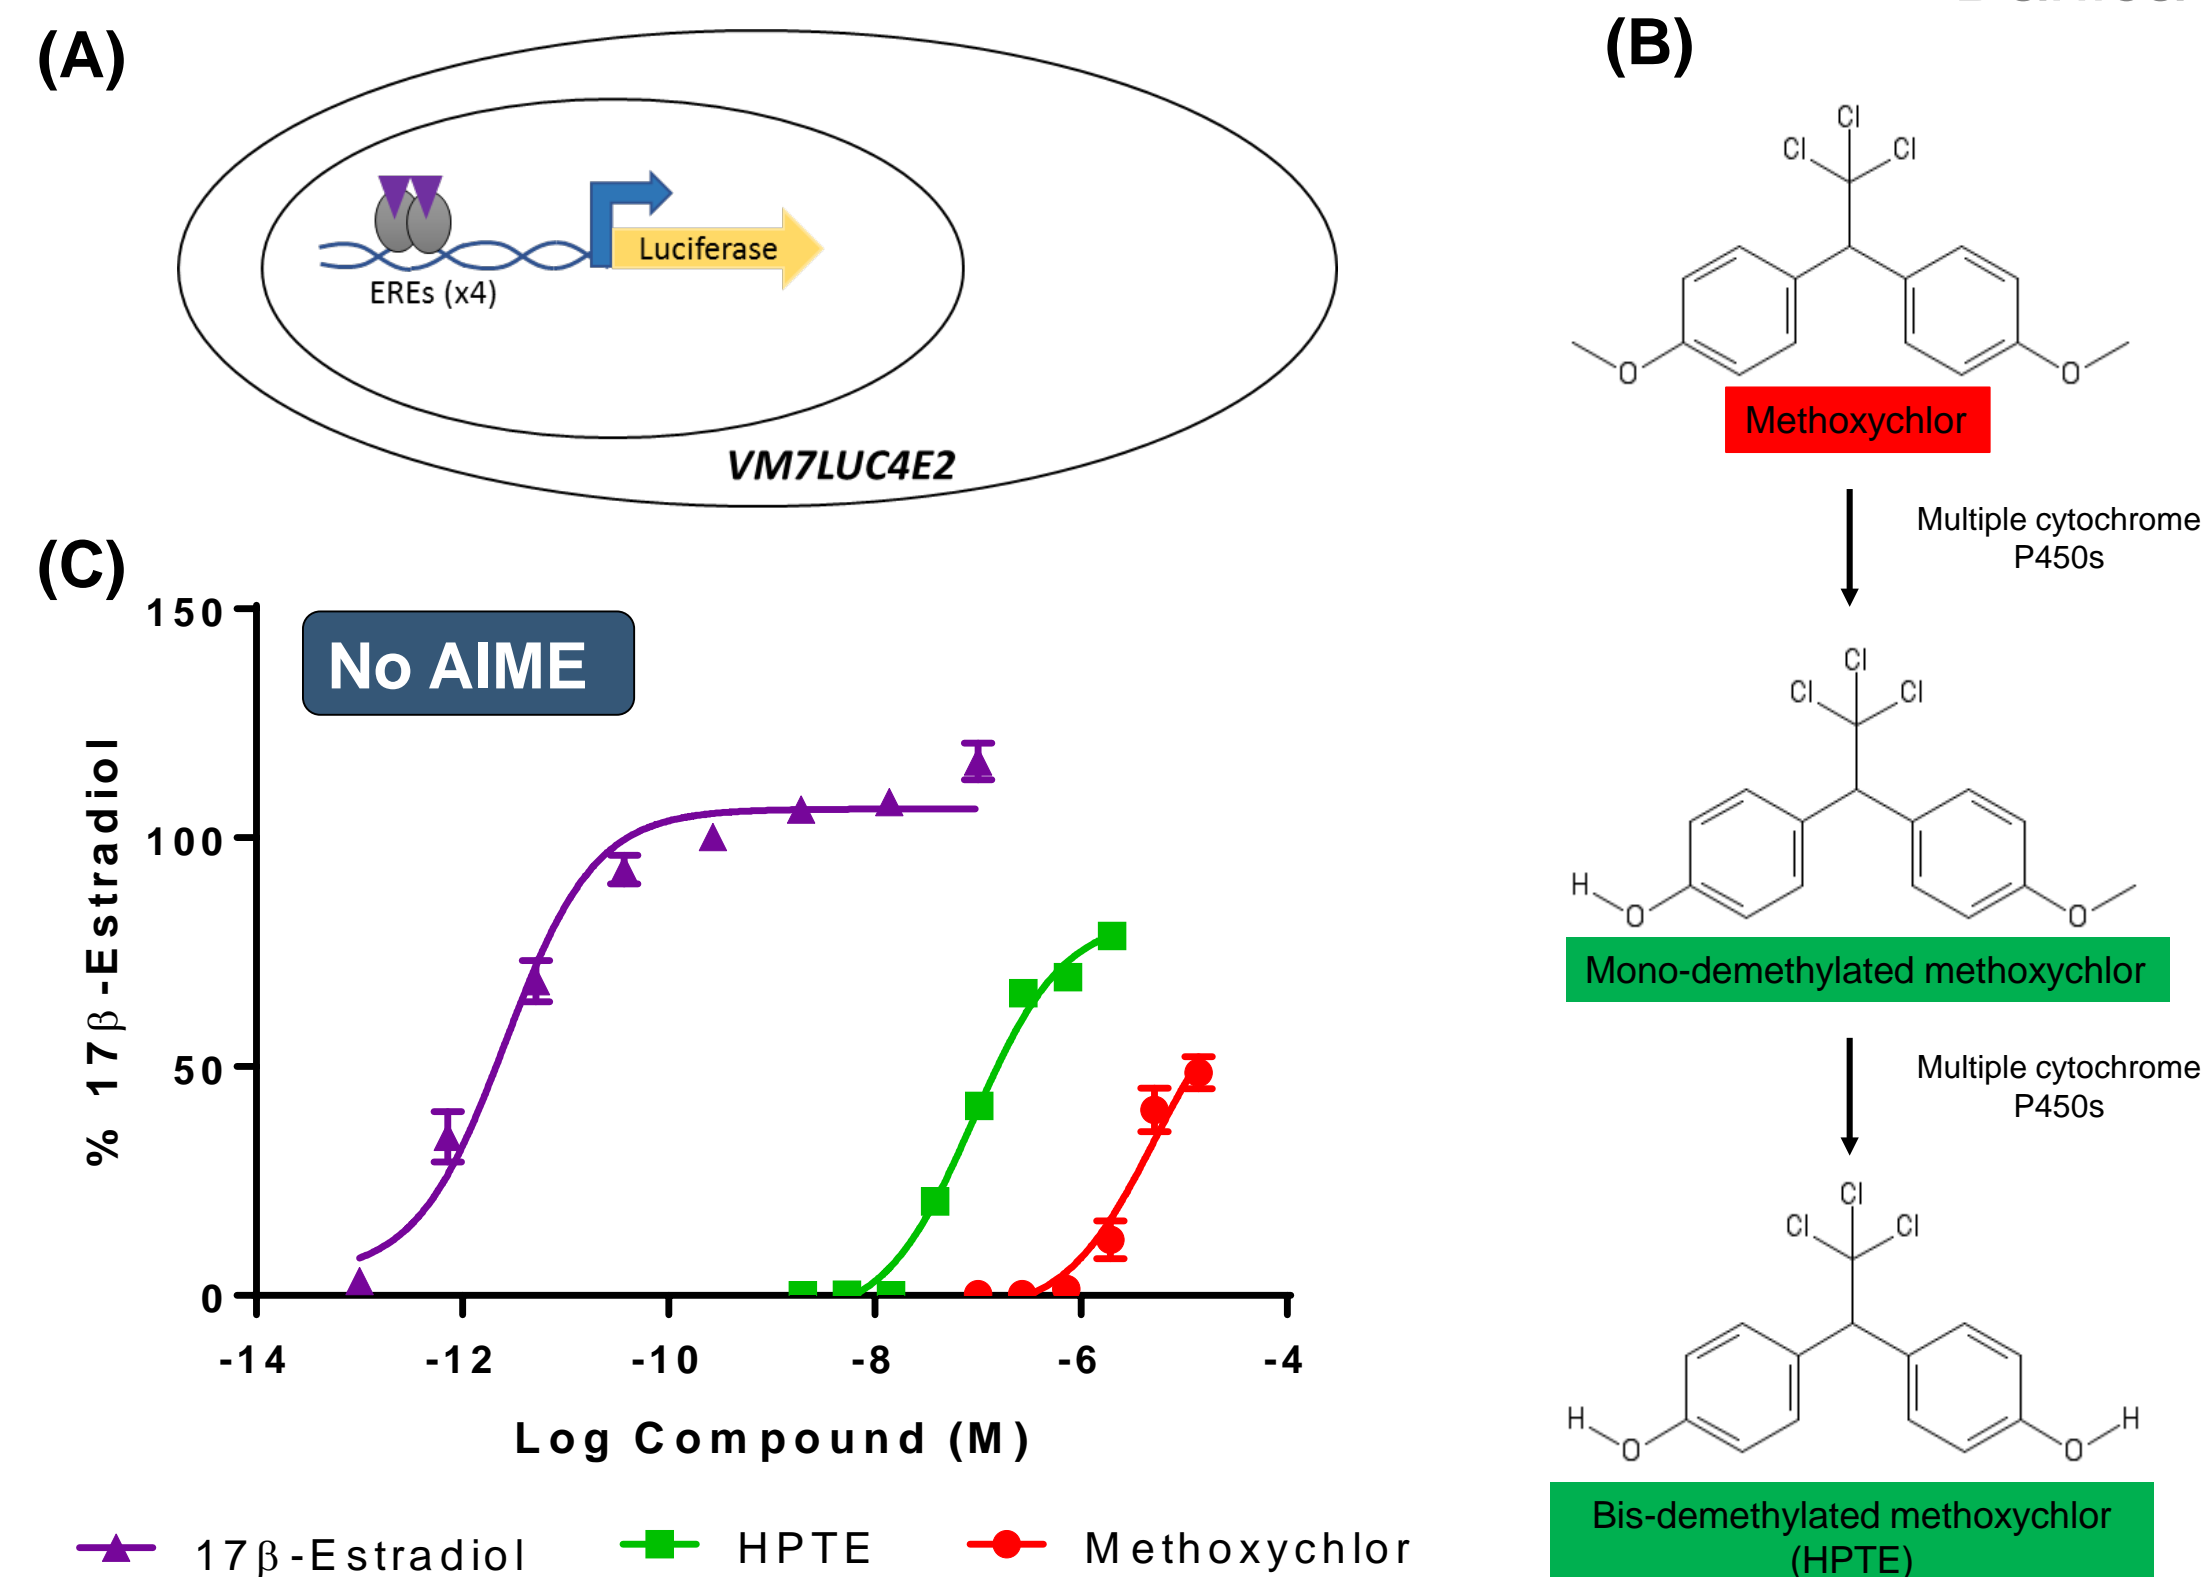 (A)
Luciferase
EREs (x4)
VM7LUC4E2
(B)
Cl
Cl
Cl
O
O
Methoxychlor
Multiple cytochrome
P450s
Cl
Cl
Cl
H
O
O
Mono-demethylated methoxychlor
Multiple cytochrome
P450s
Cl
Cl
Cl
H
O
O
H
Bis-demethylated methoxychlor
(HPTE)
(C)
No AIME
% 17β-Estradiol
150
100
50
0
-14
-12
-10
-8
-6
-4
Log Compound (M)
17β-Estradiol
HPTE
Methoxychlor